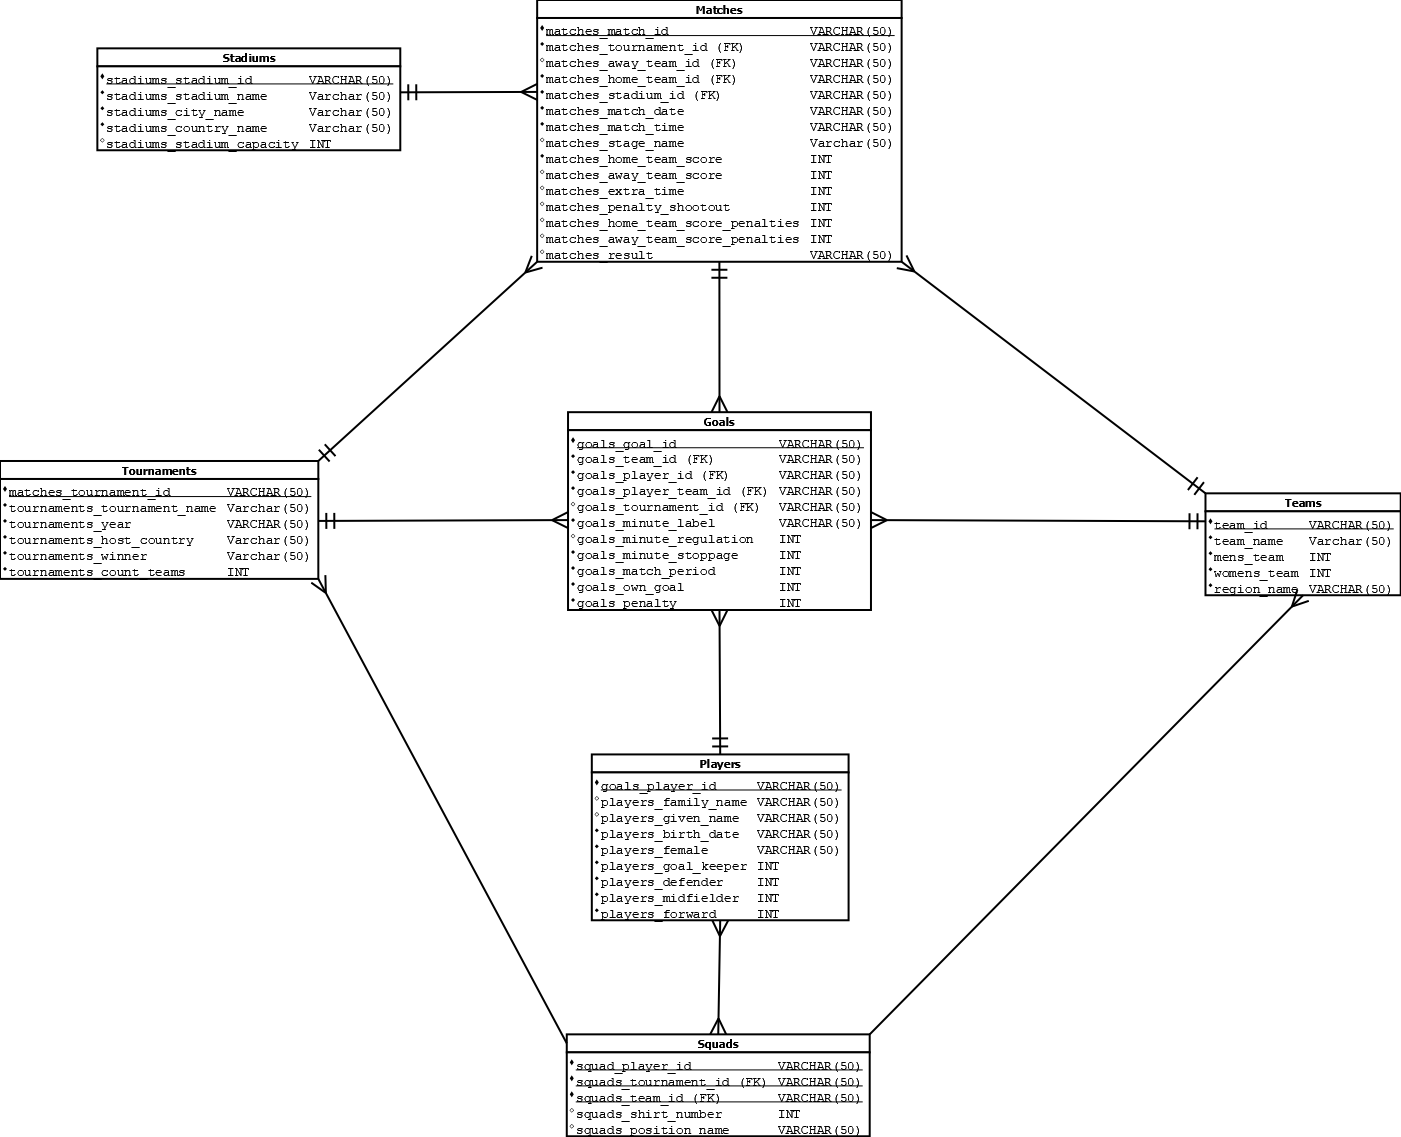 Matches
matches_match_id VARCHAR(50)
matches_tournament_id (FK) VARCHAR(50)
matches_away_team_id (FK) VARCHAR(50)
matches_home_team_id (FK) VARCHAR(50)
matches_stadium_id (FK) VARCHAR(50)
matches_match_date VARCHAR(50)
matches_match_time VARCHAR(50)
matches_stage_name Varchar(50)
matches_home_team_score INT
matches_away_team_score INT
matches_extra_time INT
matches_penalty_shootout INT
matches_home_team_score_penalties INT
matches_away_team_score_penalties INT
matches_result VARCHAR(50)
Stadiums
stadiums_stadium_id VARCHAR(50)
stadiums_stadium_name Varchar(50)
stadiums_city_name Varchar(50)
stadiums_country_name Varchar(50)
stadiums_stadium_capacity INT
Goals
goals_goal_id VARCHAR(50)
goals_team_id (FK) VARCHAR(50)
goals_player_id (FK) VARCHAR(50)
goals_player_team_id (FK) VARCHAR(50)
goals_tournament_id (FK) VARCHAR(50)
goals_minute_label VARCHAR(50)
goals_minute_regulation INT
goals_minute_stoppage INT
goals_match_period INT
goals_own_goal INT
goals_penalty INT
Tournaments
matches_tournament_id VARCHAR(50)
tournaments_tournament_name Varchar(50)
tournaments_year VARCHAR(50)
tournaments_host_country Varchar(50)
tournaments_winner Varchar(50)
tournaments_count_teams INT
Teams
team_id VARCHAR(50)
team_name Varchar(50)
mens_team INT
womens_team INT
region_name VARCHAR(50)
Players
goals_player_id VARCHAR(50)
players_family_name VARCHAR(50)
players_given_name VARCHAR(50)
players_birth_date VARCHAR(50)
players_female VARCHAR(50)
players_goal_keeper INT
players_defender INT
players_midfielder INT
players_forward INT
Squads
squad_player_id VARCHAR(50)
squads_tournament_id (FK) VARCHAR(50)
squads_team_id (FK) VARCHAR(50)
squads_shirt_number INT
squads_position_name VARCHAR(50)